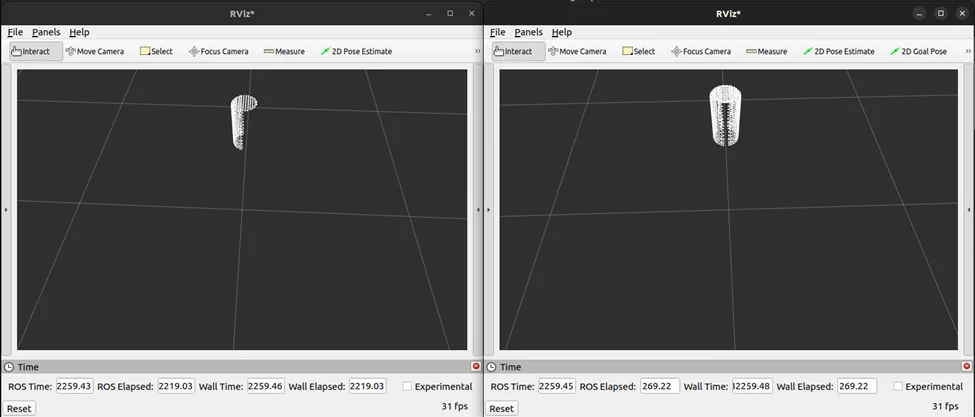 RViz*
File Panels Help
Interact Move Camera Select Focus Camera Measure 2D Pose Estimate »
Time
ROS Time: 2259.43 ROS Elapsed: 2219.03 Wall Time: 2259.46 Wall Elapsed: 2219.03 Experimental
Reset 31 fps
RViz*
File Panels Help
Interact Move Camera Select Focus Camera Measure 2D Pose Estimate 2D Goal Pose »
Time
ROS Time: 2259.45 ROS Elapsed: 269.22 Wall Time: 32259.48 Wall Elapsed: 269.22 Experimental
Reset 31 fps